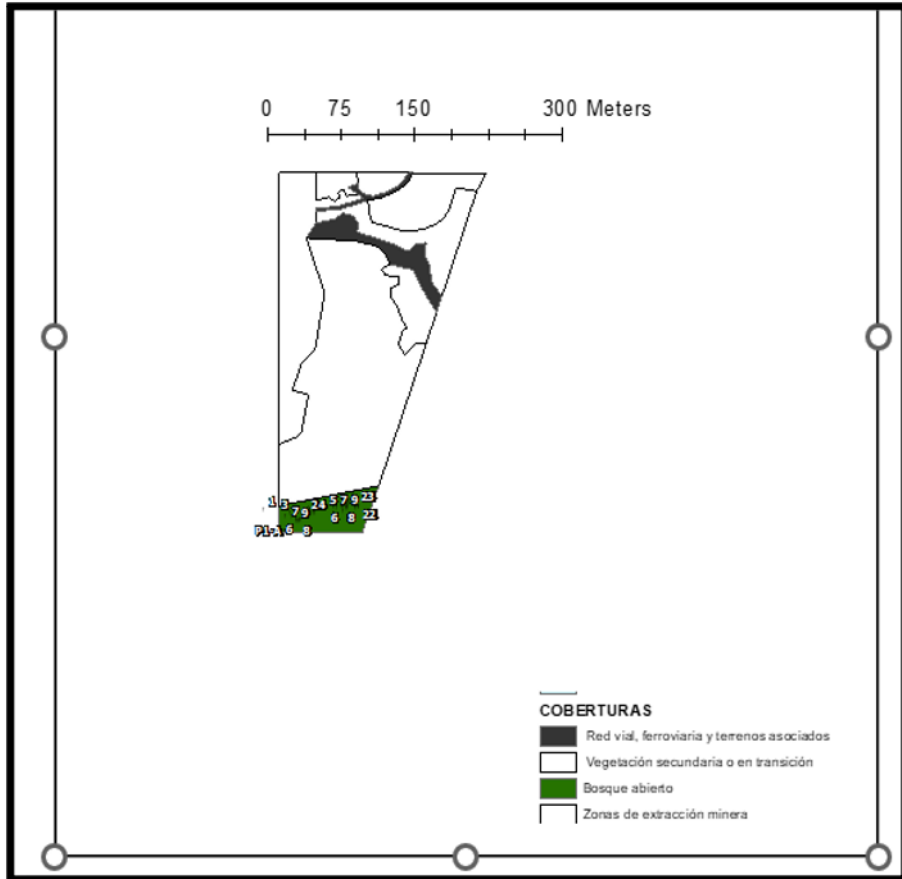 0 75 150 300 Meters
1 3 7 9 24 5 7 9 23
P1-A 6 8 6 8 22
COBERTURAS
Red vial, ferroviaria y terrenos asociados
Vegetación secundaria o en transición
Bosque abierto
Zonas de extracción minera